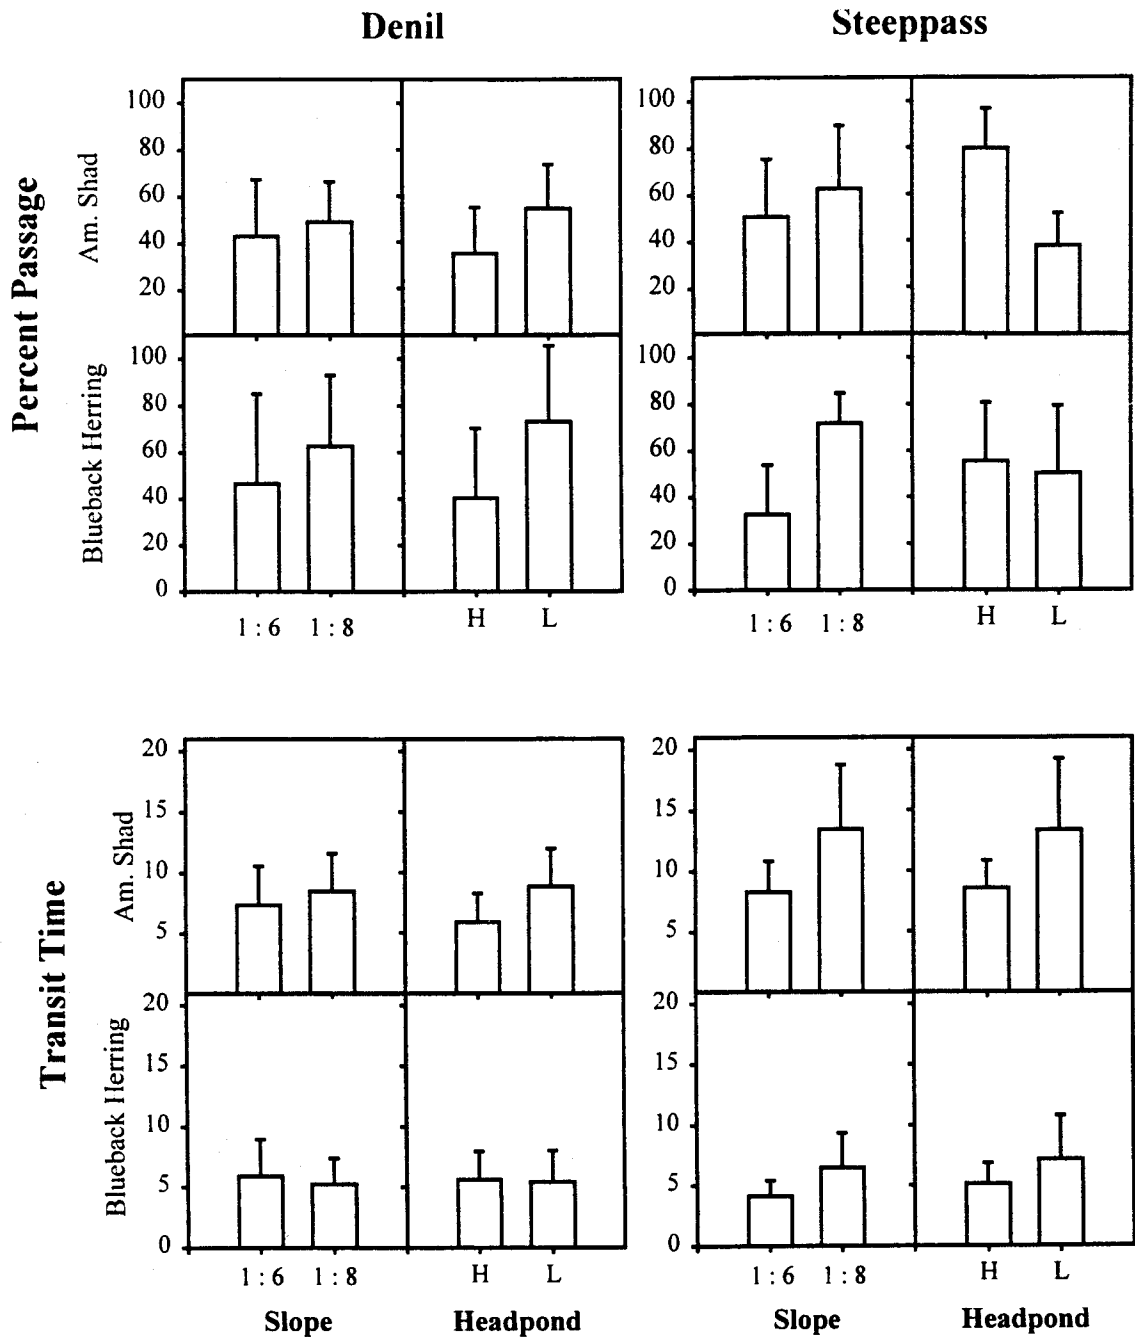 Denil Steeppass
Percent Passage
Am. Shad
100 100
80 80
60 60
40 40
20 20
Blueback Herring
100 100
80 80
60 60
40 40
20 20
0 0
1 : 6 1 : 8 H L 1 : 6 1 : 8 H L
Transit Time
Am. Shad
20 20
15 15
10 10
5 5
Blueback Herring
20 20
15 15
10 10
5 5
0 0
1 : 6 1 : 8 H L 1 : 6 1 : 8 H L
Slope Headpond Slope Headpond